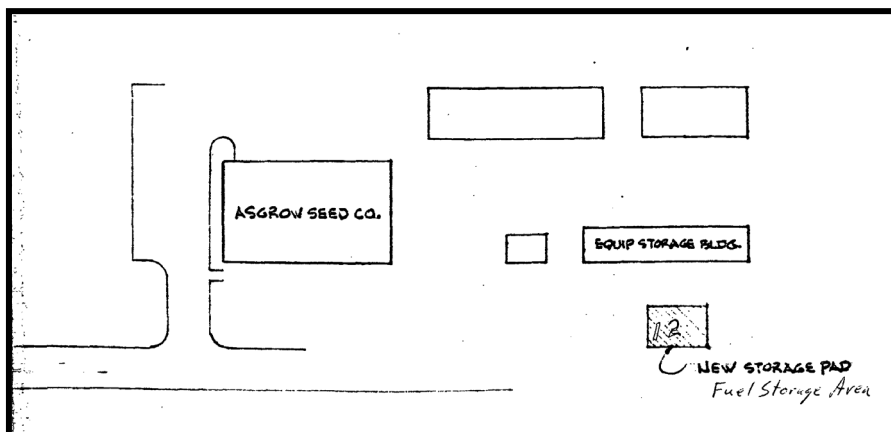 ASGROW SEED CO.
EQUIP STORAGE BLDG.
12
NEW STORAGE PAD
Fuel Storage Area